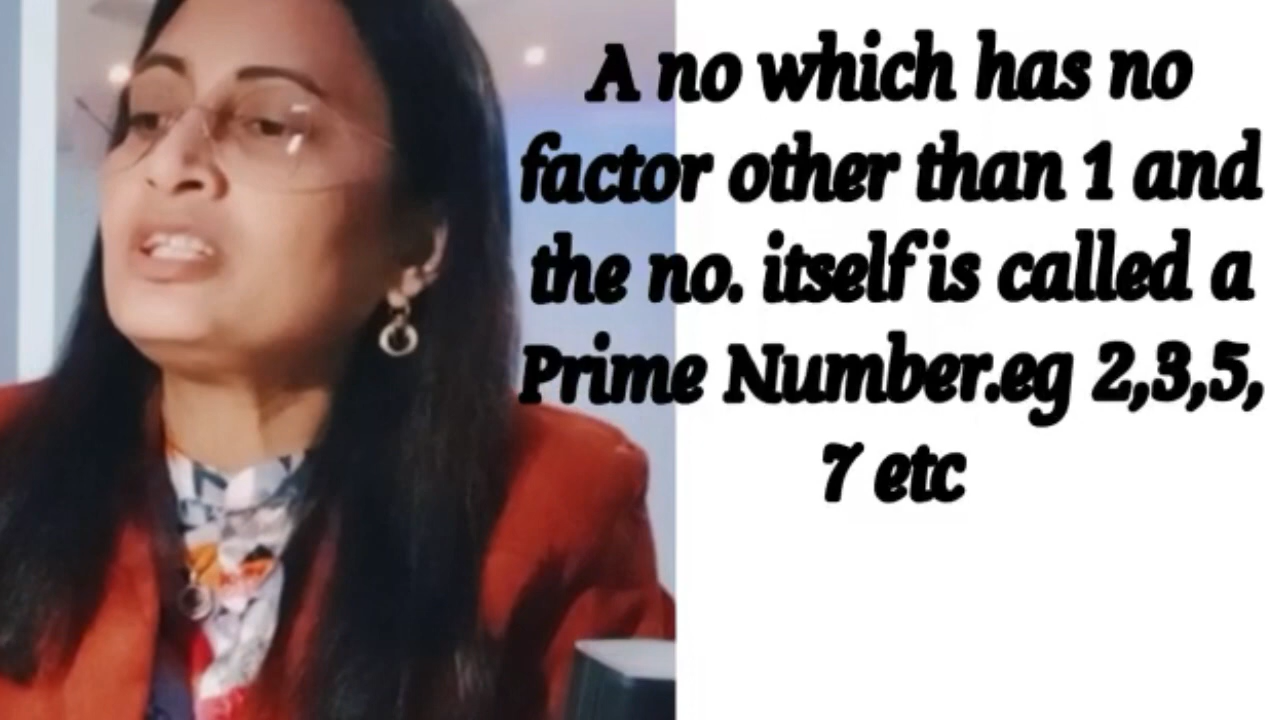 A no which has no
factor other than 1 and
the no. itself is called a
Prime Number.eg 2,3,5,
7 etc